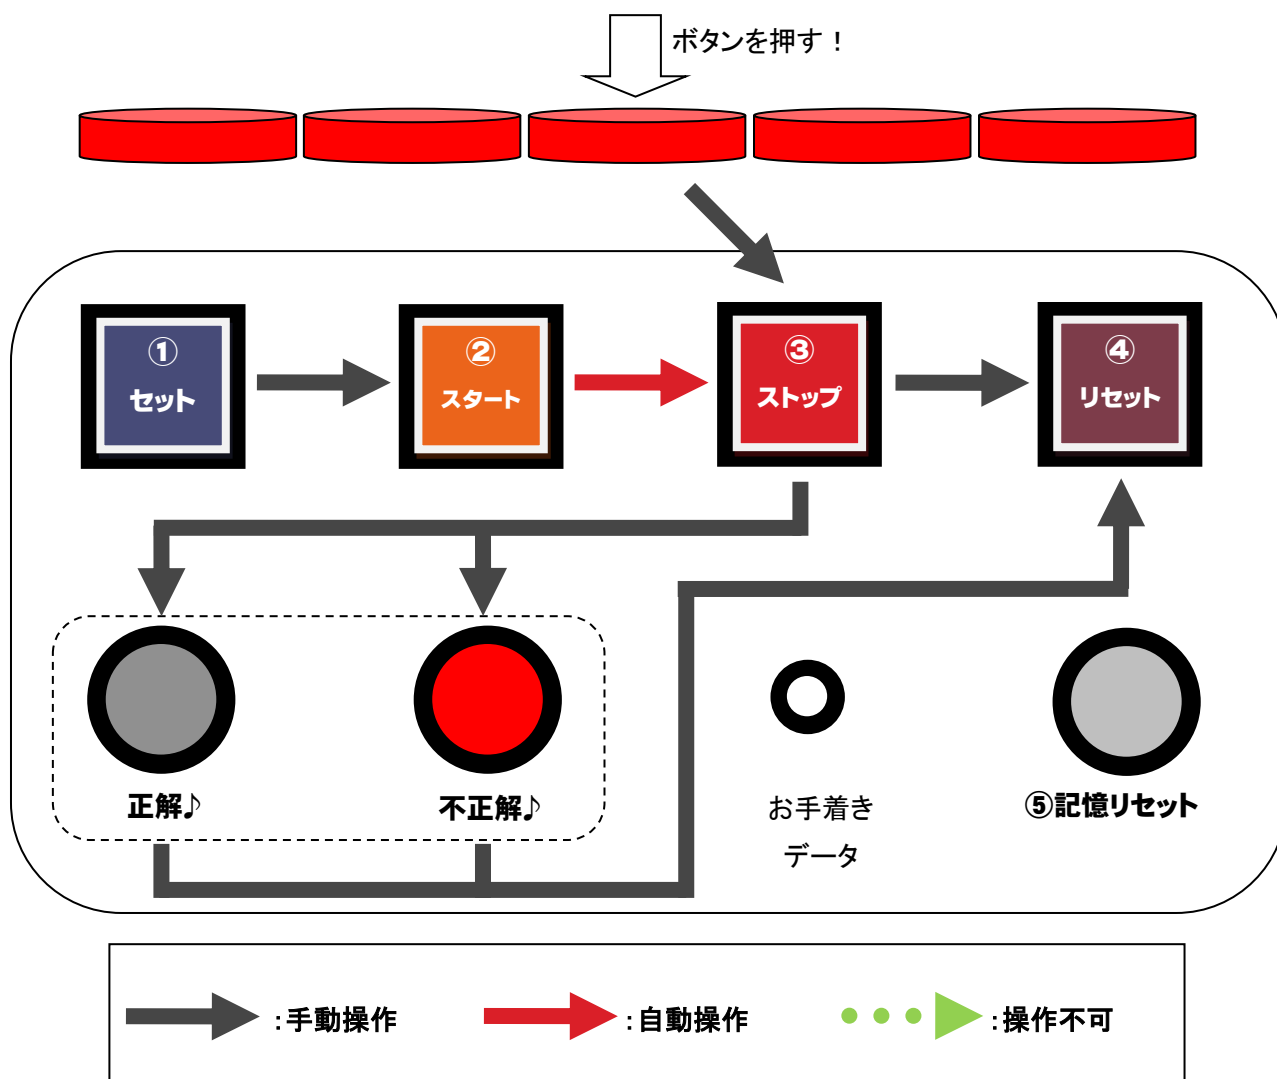 ボタンを押す！
①
セット
②
スタート
③
ストップ
④
リセット
正解♪
不正解♪
お手着き
データ
⑤記憶リセット
：手動操作
：自動操作
：操作不可